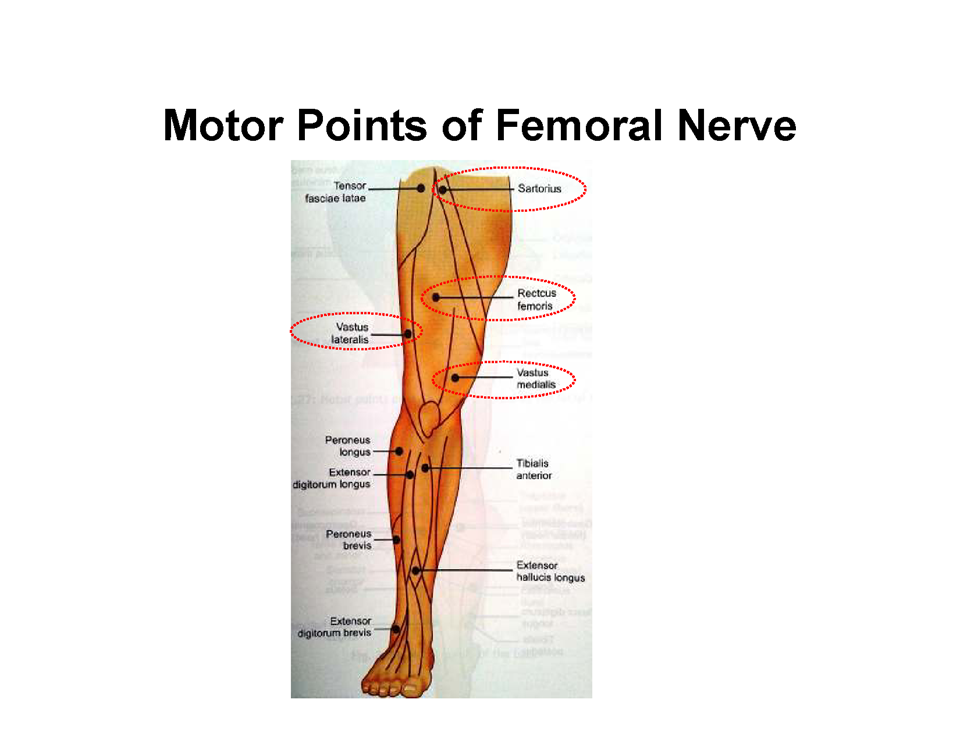 Motor Points of Femoral Nerve
Tensor
fasciae latae
Sartorius
Rectcus
femoris
Vastus
lateralis
Vastus
medialis
Peroneus
longus
Extensor
digitorum longus
Tibialis
anterior
Peroneus
brevis
Extensor
hallucis longus
Extensor
digitorum brevis